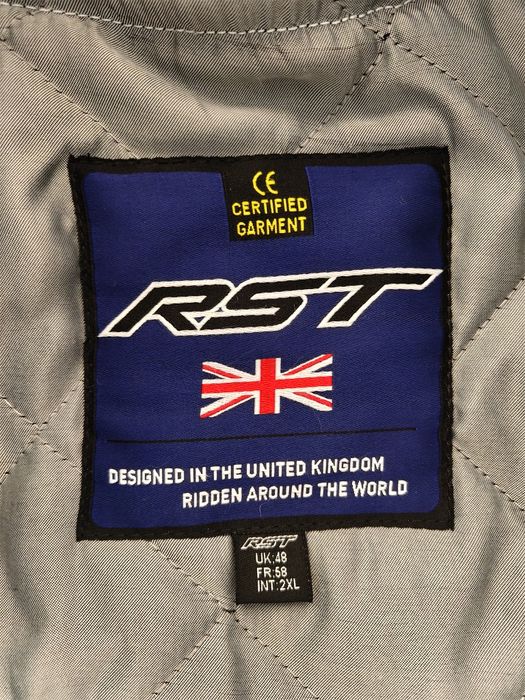 CE
CERTIFIED
GARMENT
RST
DESIGNED IN THE UNITED KINGDOM
RIDDEN AROUND THE WORLD
RST
UK:48
FR:58
INT:2XL